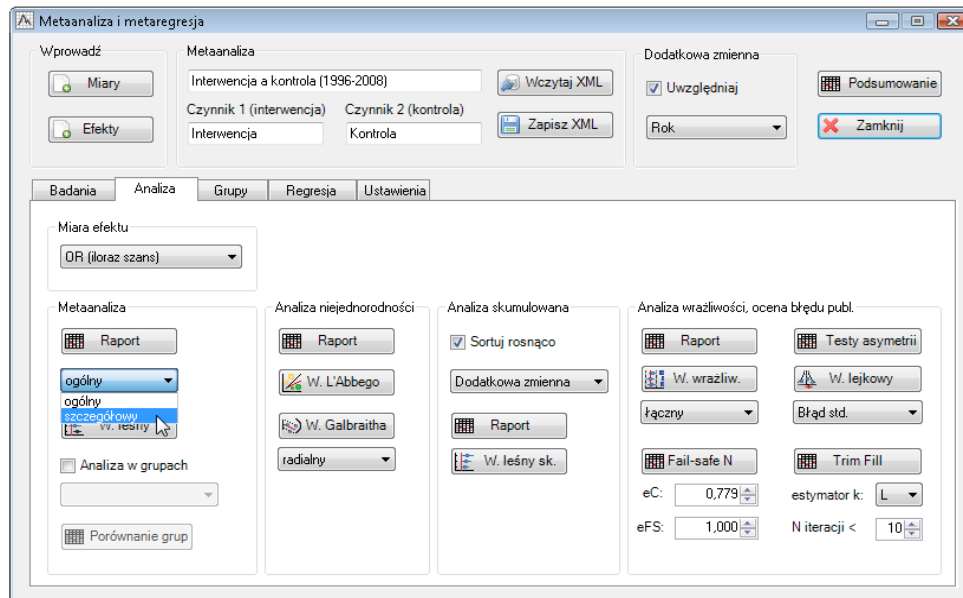 Metaanaliza i metaregresja
Wprowadź
Miary
Efekty
Metaanaliza
Interwencja a kontrola (1996-2008)
Czynnik 1 (interwencja)
Czynnik 2 (kontrola)
Interwencja
Kontrola
Wczytaj XML
Zapisz XML
Dodatkowa zmienna
Uwzględniaj
Rok
Podsumowanie
Zamknij
Badania
Analiza
Grupy
Regresja
Ustawienia
Miara efektu
OR (iloraz szans)
Metaanaliza
Raport
ogólny
ogólny
szczegółowy
W. leśny
Analiza w grupach
Porównanie grup
Analiza niejednorodności
Raport
W. L'Abbego
W. Galbraitha
radialny
Analiza skumulowana
Sortuj rosnąco
Dodatkowa zmienna
Raport
W. leśny sk.
Analiza wrażliwości, ocena błędu publ.
Raport
Testy asymetrii
W. wrażliw.
W. lejkowy
łączny
Błąd std.
Fail-safe N
Trim Fill
eC:
0,779
estymator k:
L
eFS:
1,000
N iteracji <
10